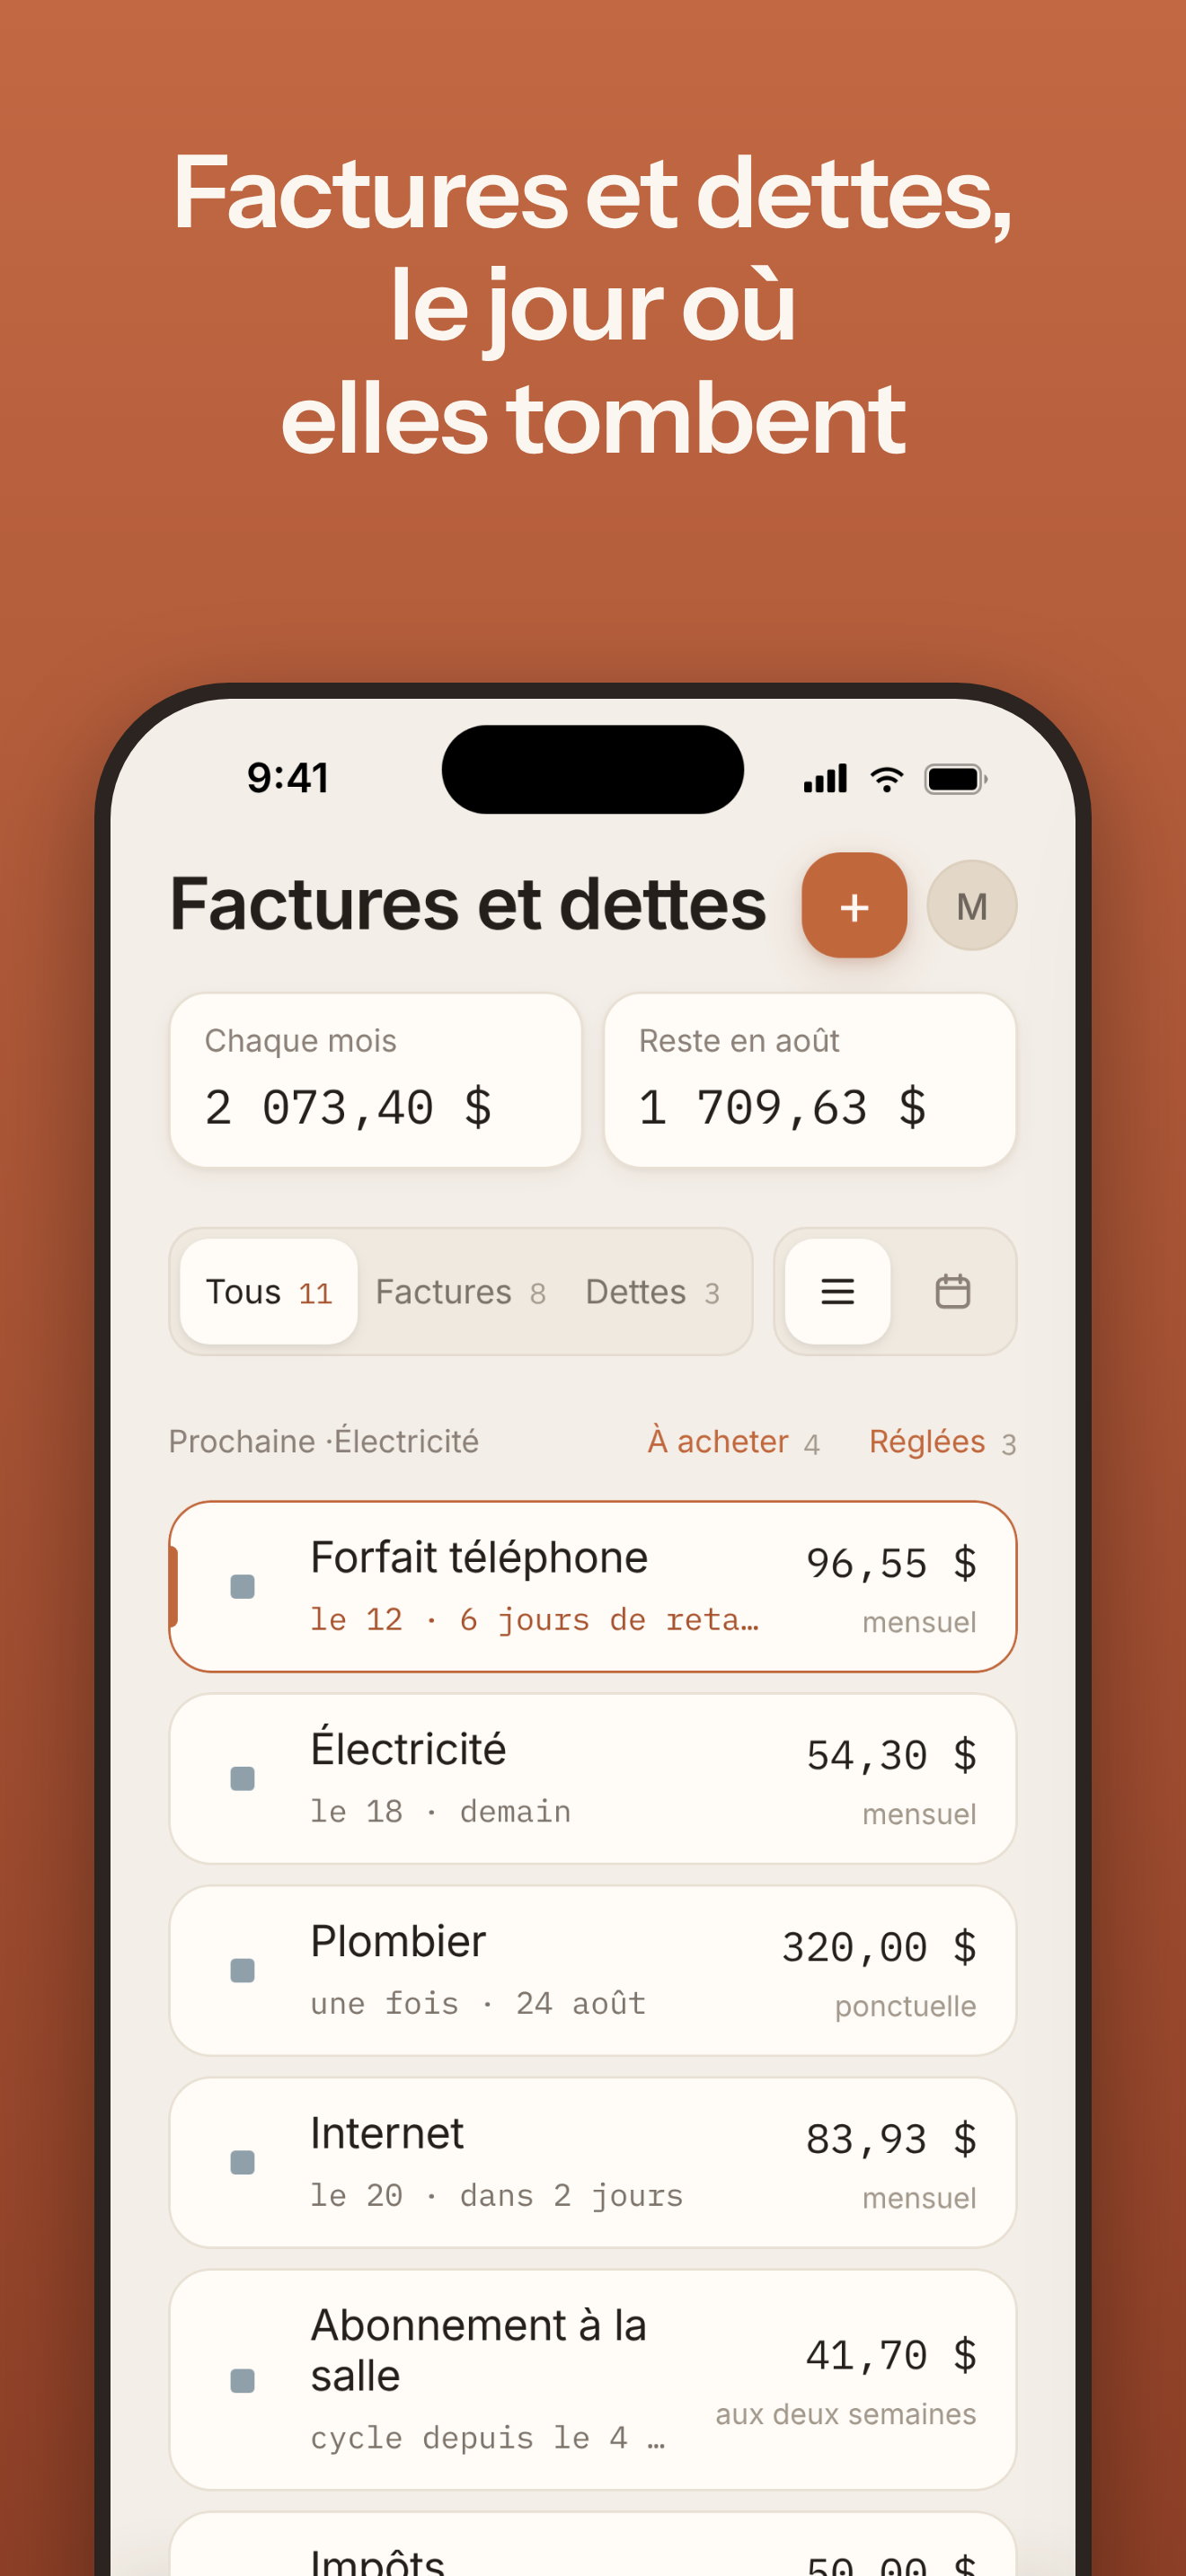 Factures et dettes,
le jour où
elles tombent
9:41
Factures et dettes + M
Chaque mois
2 073,40 $
Reste en août
1 709,63 $
Tous 11 Factures 8 Dettes 3
Prochaine ·Électricité À acheter 4 Réglées 3
Forfait téléphone 96,55 $
le 12 · 6 jours de reta… mensuel
Électricité 54,30 $
le 18 · demain mensuel
Plombier 320,00 $
une fois · 24 août ponctuelle
Internet 83,93 $
le 20 · dans 2 jours mensuel
Abonnement à la
salle 41,70 $
cycle depuis le 4 … aux deux semaines
Impôts 50,00 $